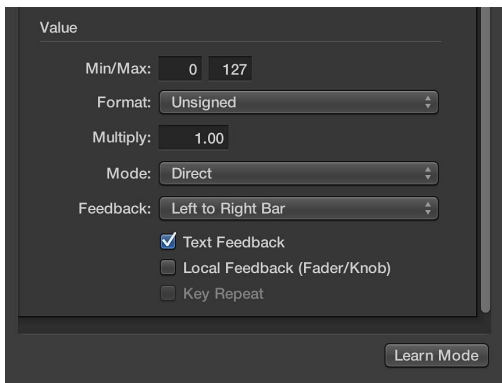 Value
Min/Max: 0 127
Format: Unsigned
Multiply: 1.00
Mode: Direct
Feedback: Left to Right Bar
Text Feedback
Local Feedback (Fader/Knob)
Key Repeat
Learn Mode